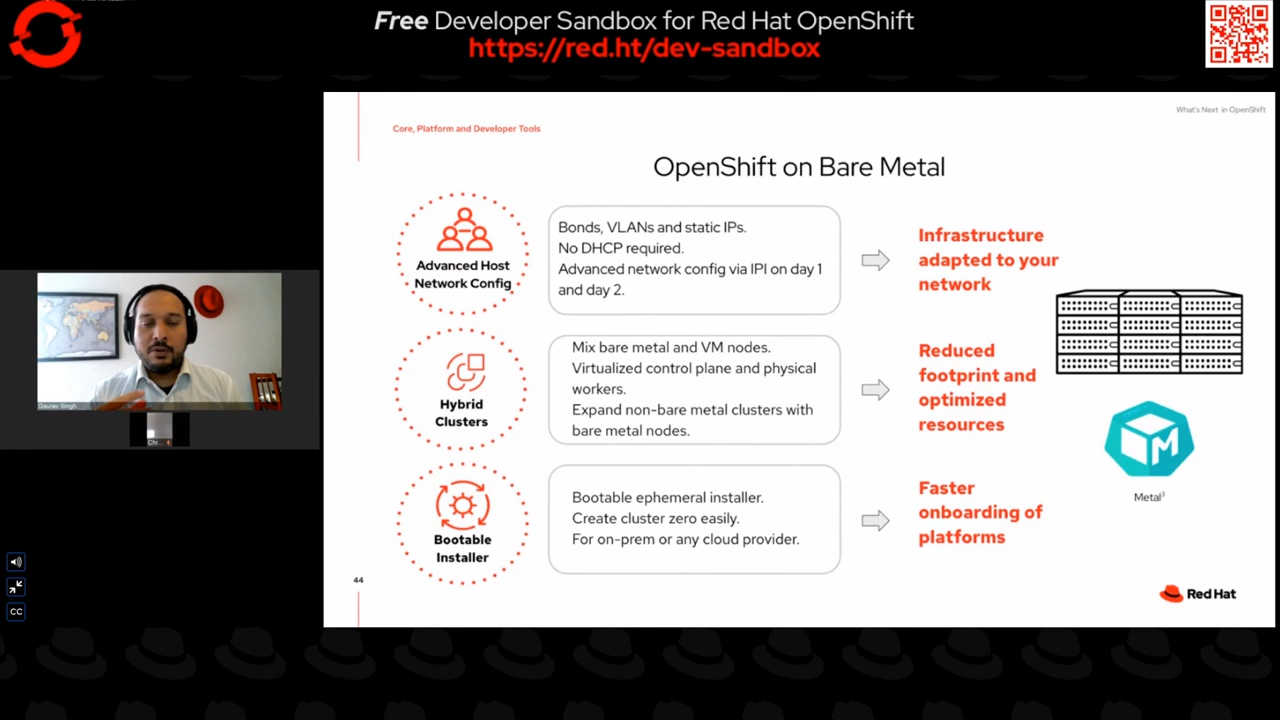 Free Developer Sandbox for Red Hat OpenShift
https://red.ht/dev-sandbox
What's Next in OpenShift
Core, Platform and Developer Tools
OpenShift on Bare Metal
Advanced Host
Network Config
Bonds, VLANs and static IPs.
No DHCP required.
Advanced network config via IPI on day 1
and day 2.
Infrastructure
adapted to your
network
Hybrid
Clusters
Mix bare metal and VM nodes.
Virtualized control plane and physical
workers.
Expand non-bare metal clusters with
bare metal nodes.
Reduced
footprint and
optimized
resources
M
Metal³
Bootable
Installer
Bootable ephemeral installer.
Create cluster zero easily.
For on-prem or any cloud provider.
Faster
onboarding of
platforms
44
Red Hat
Gaurav Singh
Chr...
CC